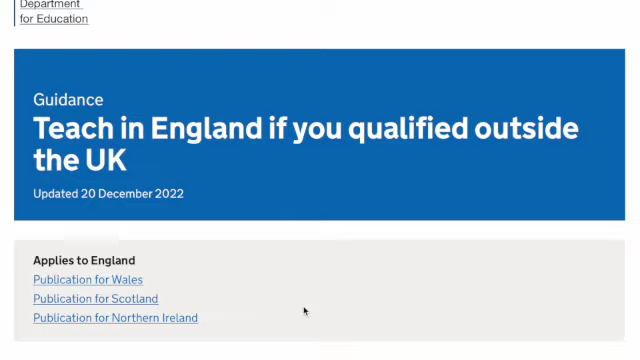 Department
for Education
Guidance
Teach in England if you qualified outside
the UK
Updated 20 December 2022
Applies to England
Publication for Wales
Publication for Scotland
Publication for Northern Ireland